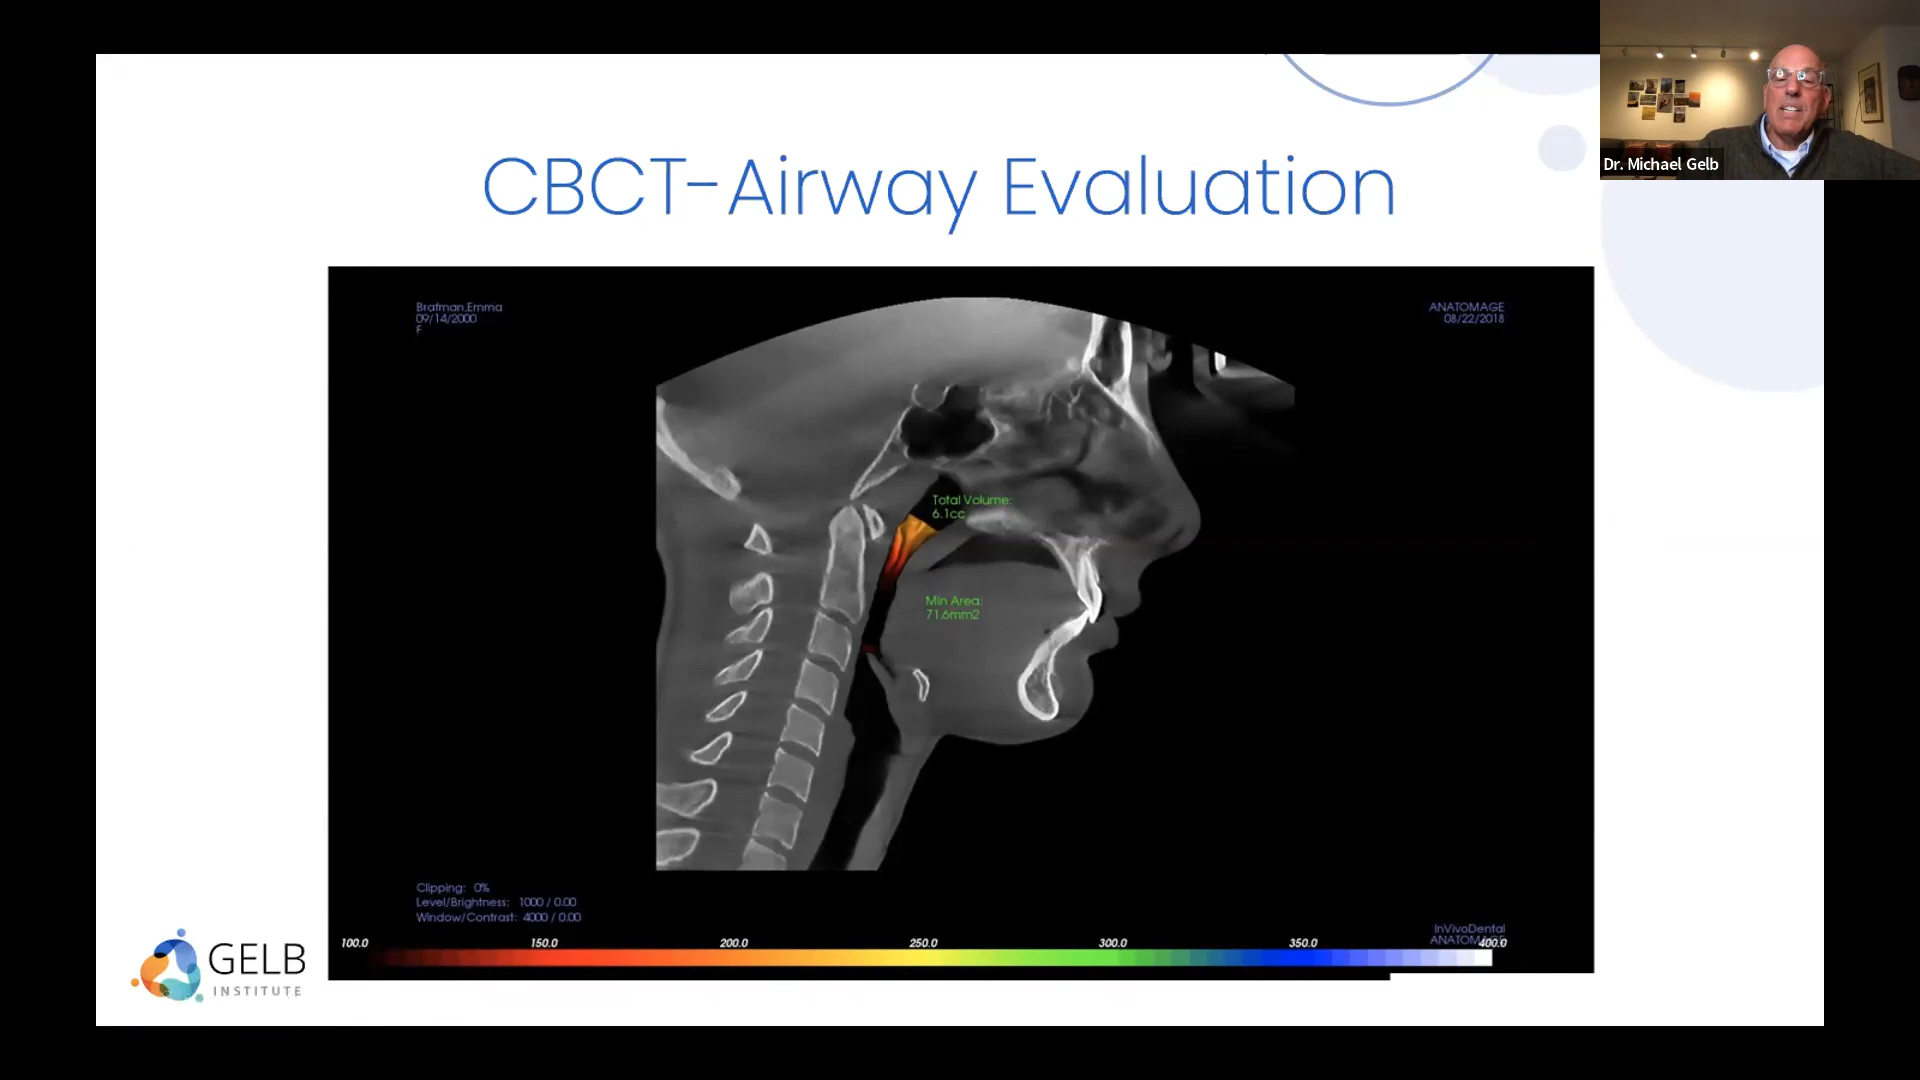 CBCT-Airway Evaluation
Dr. Michael Gelb
Brafman,Emma
09/14/2000
F
ANATOMAGE
08/22/2018
Total Volume:
6.1cc
Min Area:
71.6mm2
Clipping: 0%
Level/Brightness: 1000 / 0.00
Window/Contrast: 4000 / 0.00
InVivoDental
ANATOMAGE
100.0 150.0 200.0 250.0 300.0 350.0 400.0
GELB
INSTITUTE